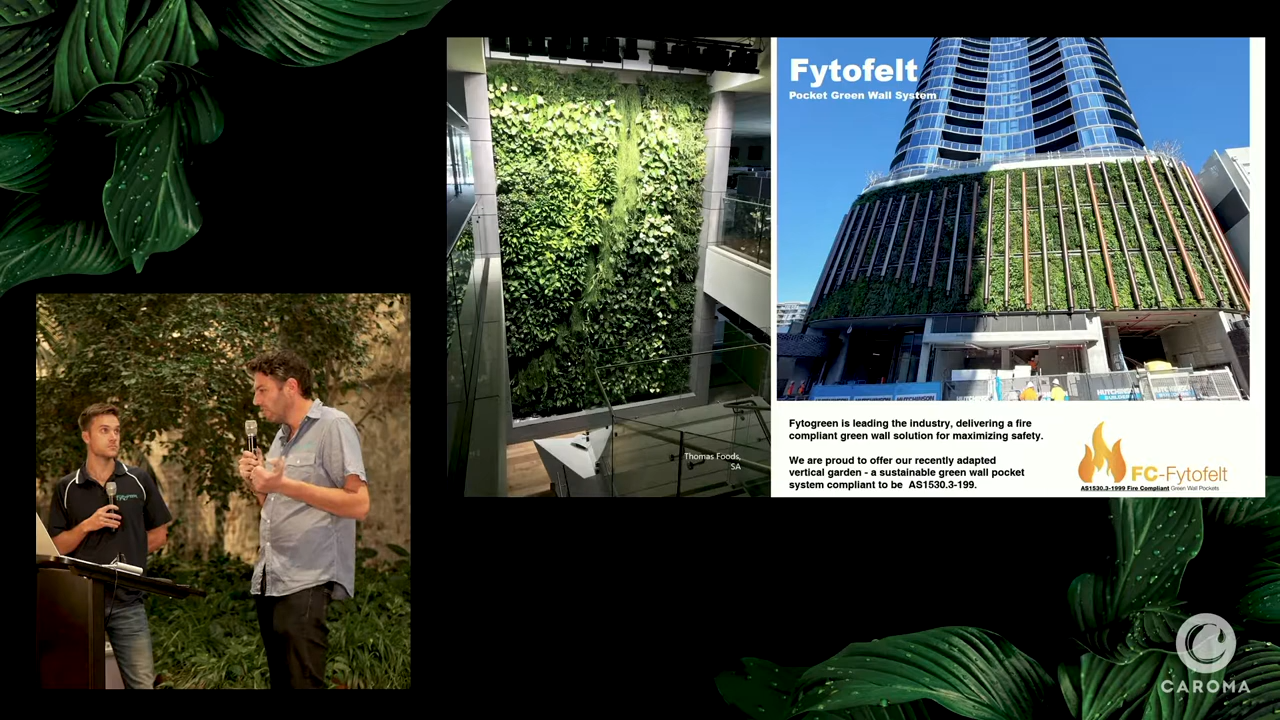 Fytofelt
Pocket Green Wall System
Thomas Foods,
SA
Fytogreen is leading the industry, delivering a fire
compliant green wall solution for maximizing safety.
We are proud to offer our recently adapted
vertical garden - a sustainable green wall pocket
system compliant to be AS1530.3-199.
FC-Fytofelt
AS1530.3-1999 Fire Compliant Green Wall Pockets
HUTCHINSON
CAROMA